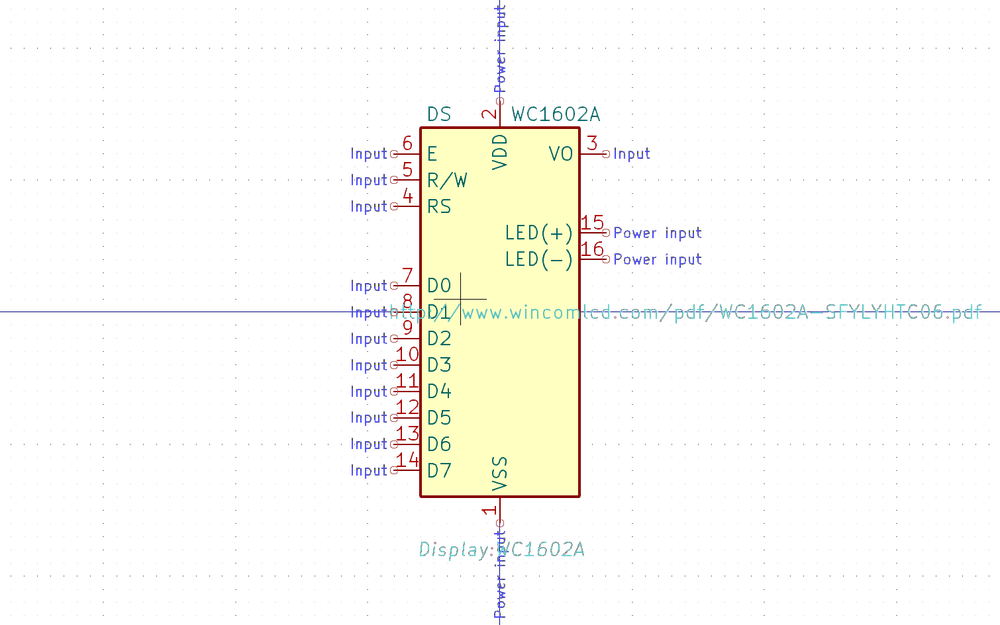 Power input
2
DS WC1602A
VDD
Input 6 E
VO 3 Input
Input 5 R/W
Input 4 RS
LED(+) 15 Power input
LED(-) 16 Power input
Input 7 D0
Input 8 D1
http://www.wincomlcd.com/pdf/WC1602A-SFYLYHTC06.pdf
Input 9 D2
Input 10 D3
Input 11 D4
Input 12 D5
Input 13 D6
Input 14 D7
VSS
1
Display:WC1602A
Power input